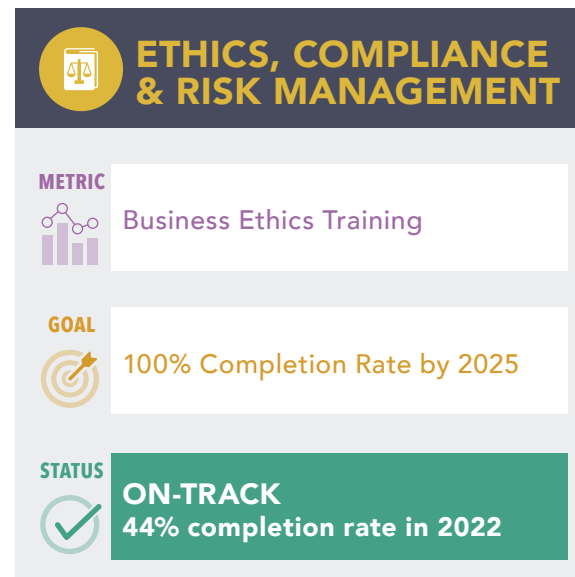 ETHICS, COMPLIANCE
& RISK MANAGEMENT
METRIC
Business Ethics Training
GOAL
100% Completion Rate by 2025
STATUS
ON-TRACK
44% completion rate in 2022